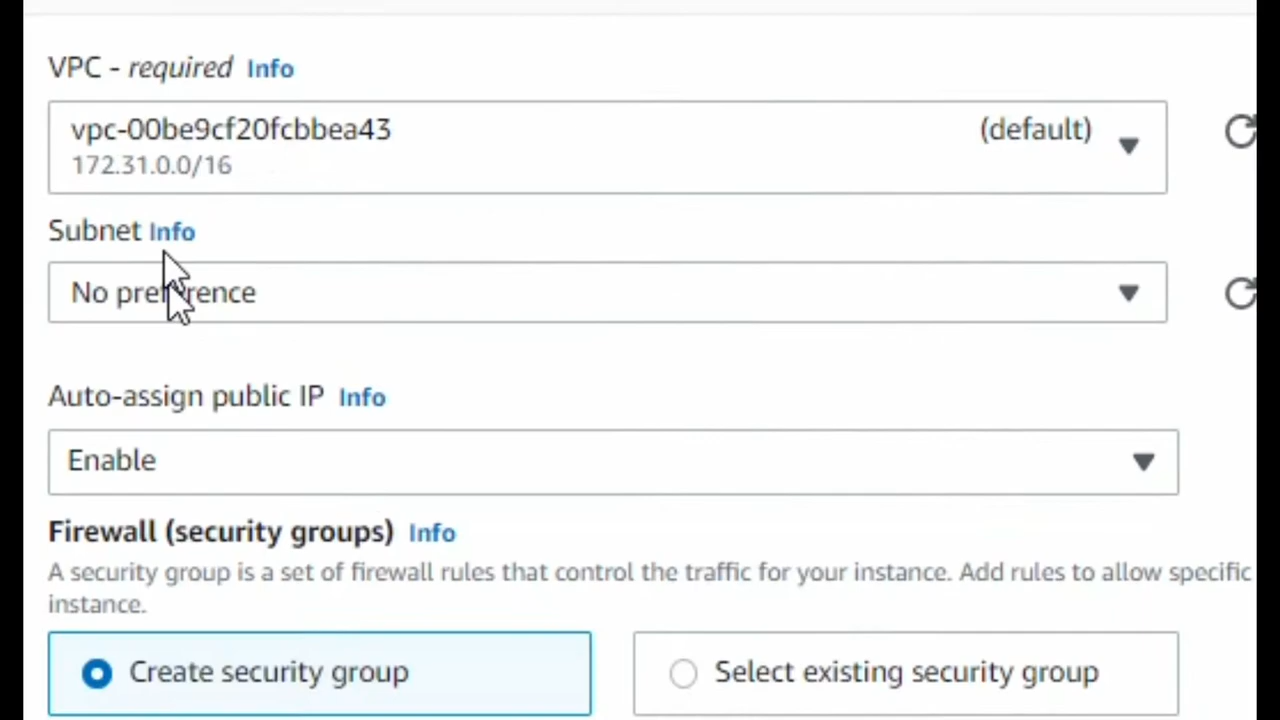 VPC - required Info
vpc-00be9cf20fcbbea43 (default)
172.31.0.0/16
Subnet Info
No preference
Auto-assign public IP Info
Enable
Firewall (security groups) Info
A security group is a set of firewall rules that control the traffic for your instance. Add rules to allow specific
instance.
Create security group
Select existing security group